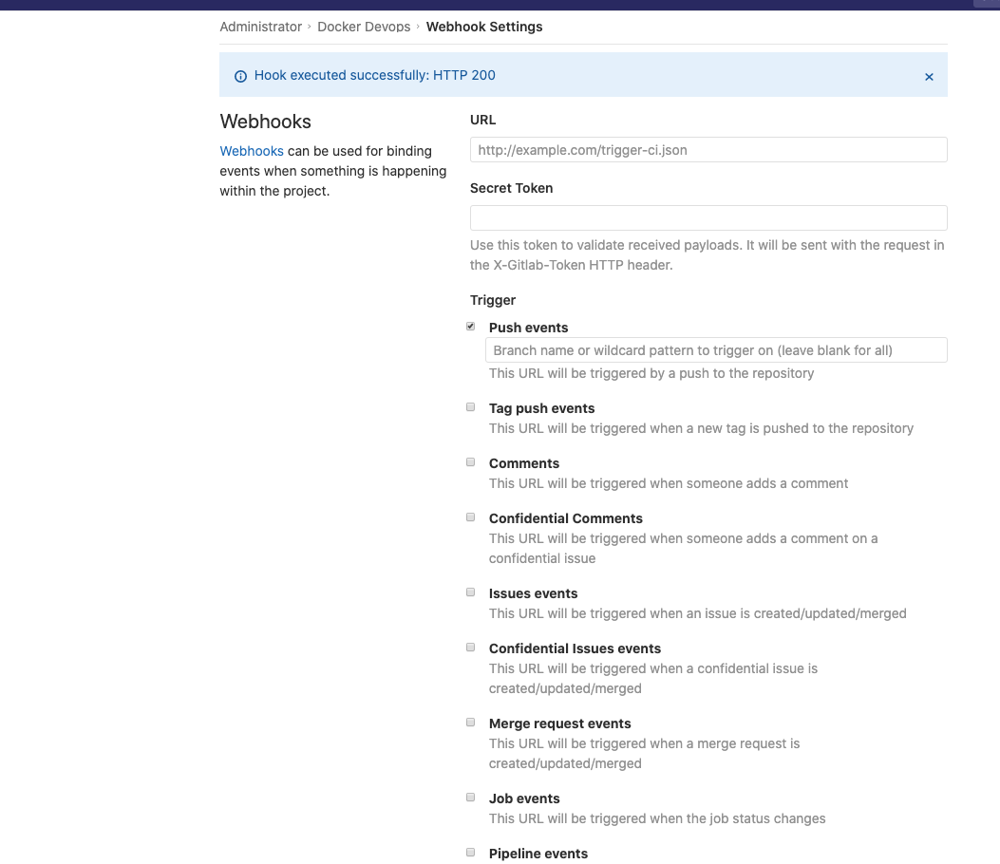 Administrator › Docker Devops › Webhook Settings
Hook executed successfully: HTTP 200 ×
Webhooks
Webhooks can be used for binding
events when something is happening
within the project.
URL
http://example.com/trigger-ci.json
Secret Token
Use this token to validate received payloads. It will be sent with the request in
the X-Gitlab-Token HTTP header.
Trigger
Push events
Branch name or wildcard pattern to trigger on (leave blank for all)
This URL will be triggered by a push to the repository
Tag push events
This URL will be triggered when a new tag is pushed to the repository
Comments
This URL will be triggered when someone adds a comment
Confidential Comments
This URL will be triggered when someone adds a comment on a
confidential issue
Issues events
This URL will be triggered when an issue is created/updated/merged
Confidential Issues events
This URL will be triggered when a confidential issue is
created/updated/merged
Merge request events
This URL will be triggered when a merge request is
created/updated/merged
Job events
This URL will be triggered when the job status changes
Pipeline events